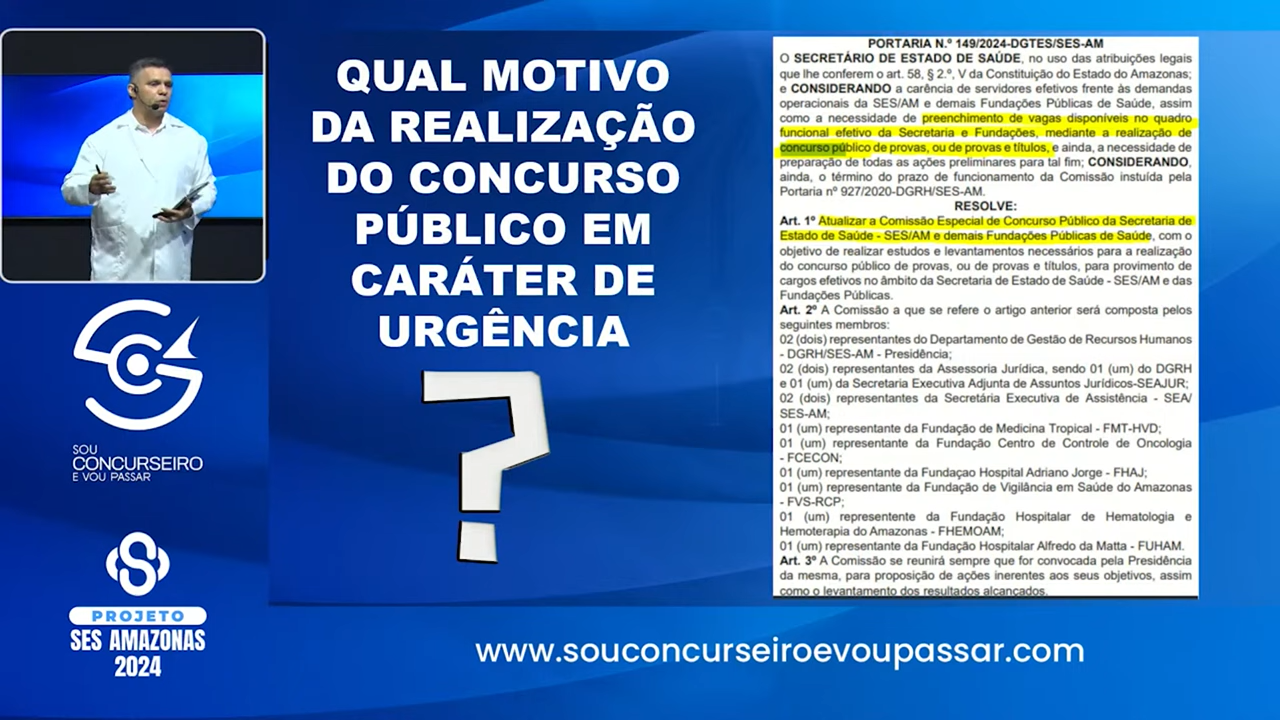 QUAL MOTIVO
DA REALIZAÇÃO
DO CONCURSO
PÚBLICO EM
CARÁTER DE
URGÊNCIA
?
PORTARIA N.º 149/2024-DGTES/SES-AM
O SECRETÁRIO DE ESTADO DE SAÚDE, no uso das atribuições legais
que lhe conferem o art. 58, § 2.º, V da Constituição do Estado do Amazonas;
e CONSIDERANDO a carência de servidores efetivos frente às demandas
operacionais da SES/AM e demais Fundações Públicas de Saúde, assim
como a necessidade de preenchimento de vagas disponíveis no quadro
funcional efetivo da Secretaria e Fundações, mediante a realização de
concurso público de provas, ou de provas e títulos, e ainda, a necessidade de
preparação de todas as ações preliminares para tal fim; CONSIDERANDO,
ainda, o término do prazo de funcionamento da Comissão instuída pela
Portaria nº 927/2020-DGRH/SES-AM.
RESOLVE:
Art. 1º Atualizar a Comissão Especial de Concurso Público da Secretaria de
Estado de Saúde - SES/AM e demais Fundações Públicas de Saúde, com o
objetivo de realizar estudos e levantamentos necessários para a realização
do concurso público de provas, ou de provas e títulos, para provimento de
cargos efetivos no âmbito da Secretaria de Estado de Saúde - SES/AM e das
Fundações Públicas.
Art. 2º A Comissão a que se refere o artigo anterior será composta pelos
seguintes membros:
02 (dois) representantes do Departamento de Gestão de Recursos Humanos
- DGRH/SES-AM - Presidência;
02 (dois) representantes da Assessoria Jurídica, sendo 01 (um) do DGRH
e 01 (um) da Secretaria Executiva Adjunta de Assuntos Jurídicos-SEAJUR;
02 (dois) representantes da Secretária Executiva de Assistência - SEA/
SES-AM;
01 (um) representante da Fundação de Medicina Tropical - FMT-HVD;
01 (um) representante da Fundação Centro de Controle de Oncologia
- FCECON;
01 (um) representante da Fundaçao Hospital Adriano Jorge - FHAJ;
01 (um) representante da Fundação de Vigilância em Saúde do Amazonas
- FVS-RCP;
01 (um) representente da Fundação Hospitalar de Hematologia e
Hemoterapia do Amazonas - FHEMOAM;
01 (um) representante da Fundação Hospitalar Alfredo da Matta - FUHAM.
Art. 3º A Comissão se reunirá sempre que for convocada pela Presidência
da mesma, para proposição de ações inerentes aos seus objetivos, assim
como o levantamento dos resultados alcançados.
SOU
CONCURSEIRO
E VOU PASSAR
PROJETO
SES AMAZONAS
2024
www.souconcurseiroevoupassar.com